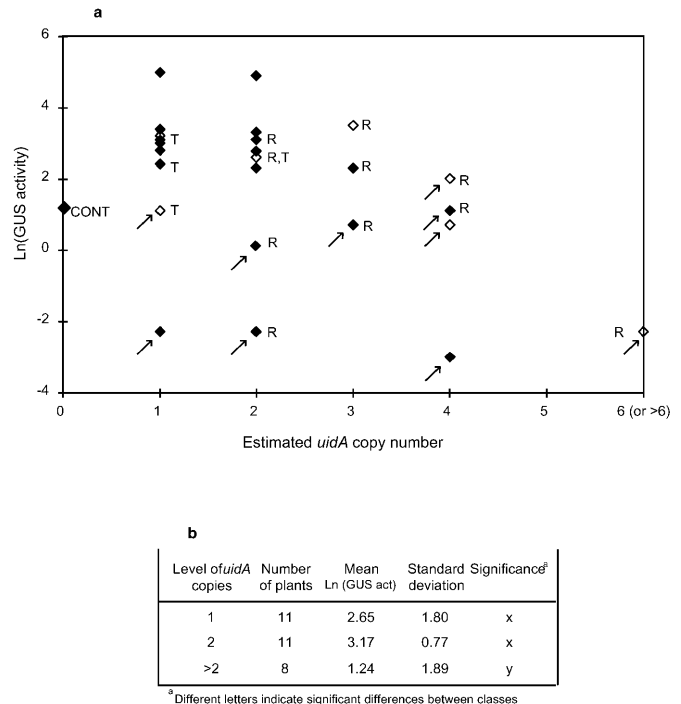 a
6
4
2
0
-2
-4
Ln(GUS activity)
CONT
T
T
T
R
R,T
R
R
R
R
R
R
R
R
0 1 2 3 4 5 6 (or >6)
Estimated uidA copy number
b
Level of uidA copies Number of plants Mean Ln (GUS act) Standard deviation Significance a
1 11 2.65 1.80 x
2 11 3.17 0.77 x
>2 8 1.24 1.89 y
a Different letters indicate significant differences between classes